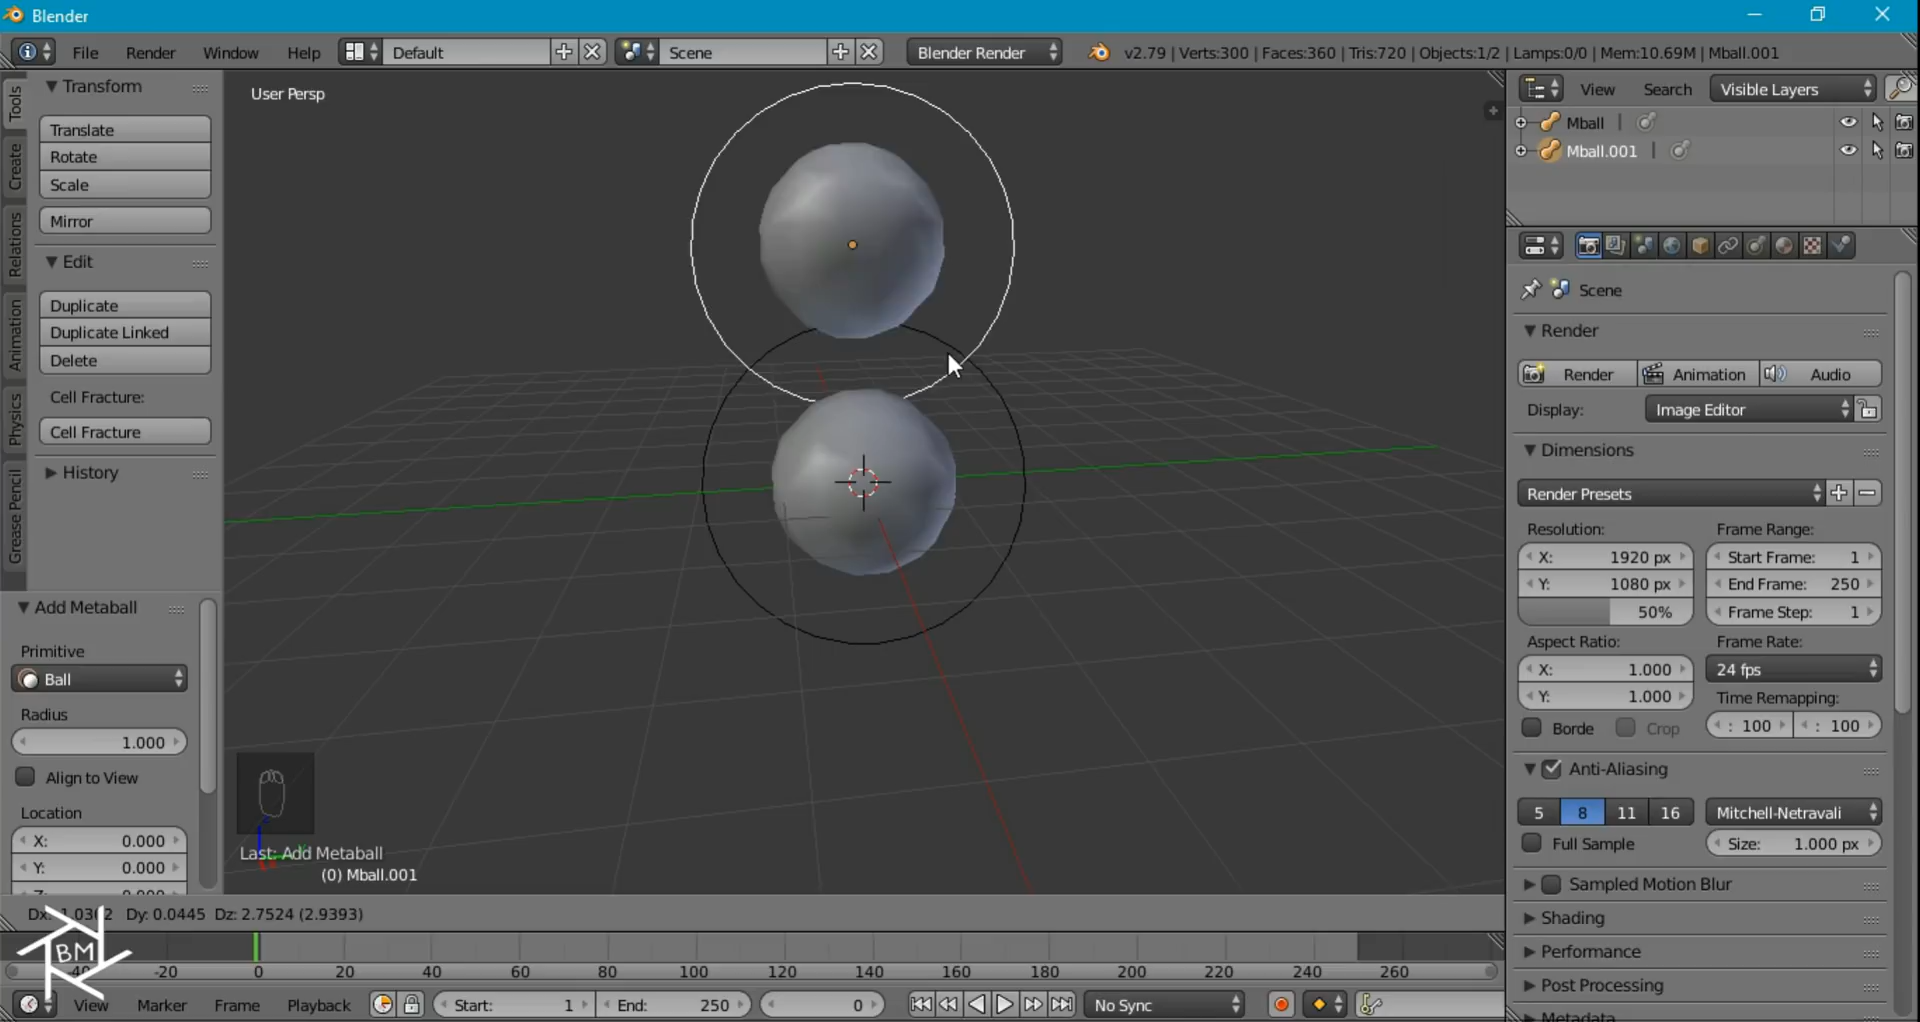 Blender
File Render Window Help Default Scene Blender Render v2.79 | Verts:300 | Faces:360 | Tris:720 | Objects:1/2 | Lamps:0/0 | Mem:10.69M | Mball.001
Tools
Create
Relations
Animation
Physics
Grease Pencil
Transform
Translate
Rotate
Scale
Mirror
Edit
Duplicate
Duplicate Linked
Delete
Cell Fracture:
Cell Fracture
History
Add Metaball
Primitive
Ball
Radius
1.000
Align to View
Location
X: 0.000
Y: 0.000
User Persp
Last: Add Metaball
(0) Mball.001
Dy: 0.0445 Dz: 2.7524 (2.9393)
BM
-40 -20 0 20 40 60 80 100 120 140 160 180 200 220 240 260
View Marker Frame Playback Start: 1 End: 250 0 No Sync
View Search Visible Layers
Mball
Mball.001
Scene
Render
Render Animation Audio
Display: Image Editor
Dimensions
Render Presets
Resolution: Frame Range:
X: 1920 px Start Frame: 1
Y: 1080 px End Frame: 250
50% Frame Step: 1
Aspect Ratio: Frame Rate:
X: 1.000 24 fps
Y: 1.000 Time Remapping:
Borde Crop : 100 : 100
Anti-Aliasing
5 8 11 16 Mitchell-Netravali
Full Sample Size: 1.000 px
Sampled Motion Blur
Shading
Performance
Post Processing
Metadata